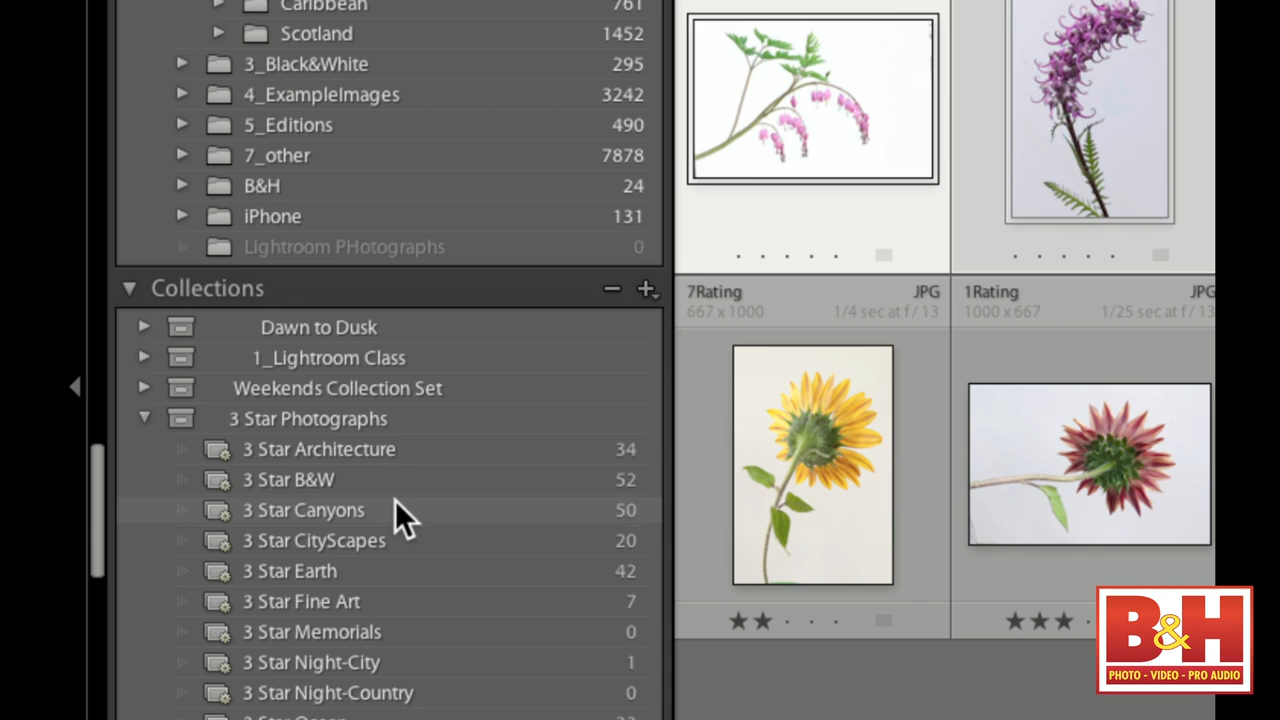 Caribbean 761
Scotland 1452
3_Black&White 295
4_ExampleImages 3242
5_Editions 490
7_other 7878
B&H 24
iPhone 131
Lightroom PHotographs 0
Collections
Dawn to Dusk
1_Lightroom Class
Weekends Collection Set
3 Star Photographs
3 Star Architecture 34
3 Star B&W 52
3 Star Canyons 50
3 Star CityScapes 20
3 Star Earth 42
3 Star Fine Art 7
3 Star Memorials 0
3 Star Night-City 1
3 Star Night-Country 0
7Rating JPG
667 x 1000 1/4 sec at f / 13
1Rating JPG
1000 x 667 1/25 sec at f / 13
B&H
PHOTO - VIDEO - PRO AUDIO